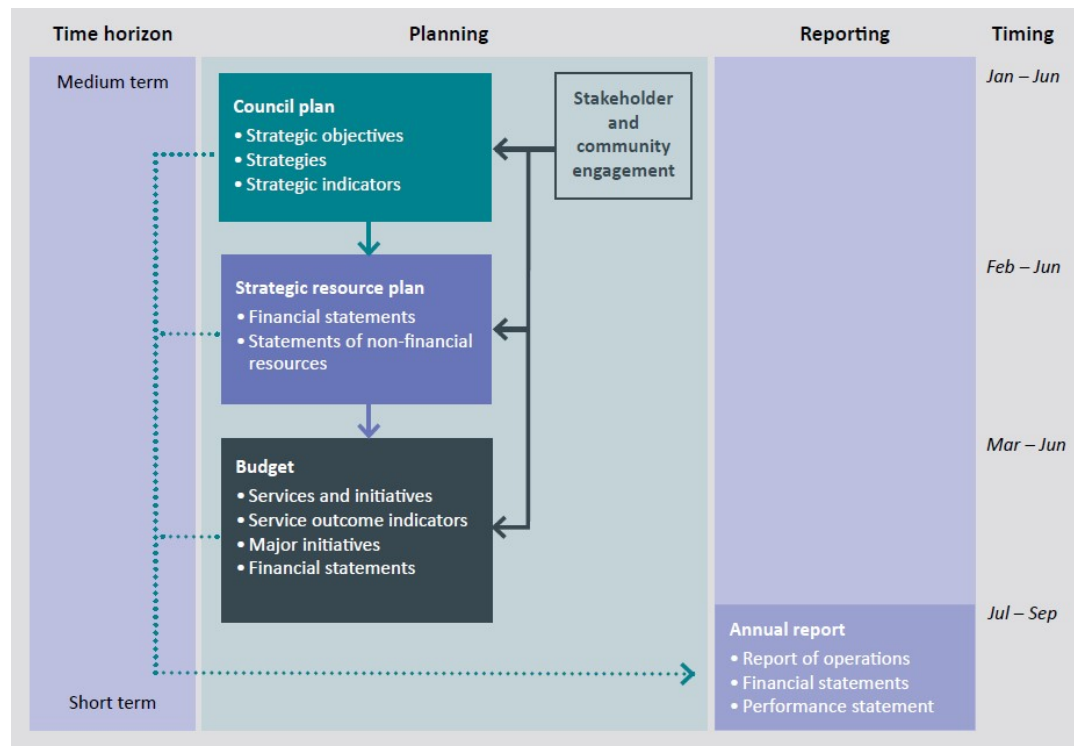 Time horizon
Planning
Reporting
Timing
Medium term
Council plan
• Strategic objectives
• Strategies
• Strategic indicators
Stakeholder
and
community
engagement
Jan – Jun
Strategic resource plan
• Financial statements
• Statements of non-financial
resources
Feb – Jun
Budget
• Services and initiatives
• Service outcome indicators
• Major initiatives
• Financial statements
Mar – Jun
Annual report
• Report of operations
• Financial statements
• Performance statement
Jul – Sep
Short term